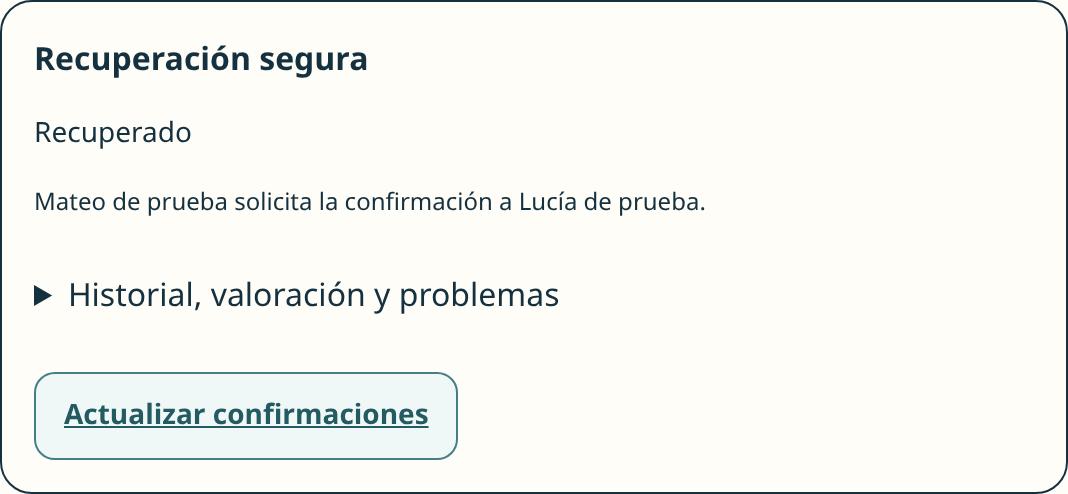 Recuperación segura
Recuperado
Mateo de prueba solicita la confirmación a Lucía de prueba.
Historial, valoración y problemas
Actualizar confirmaciones